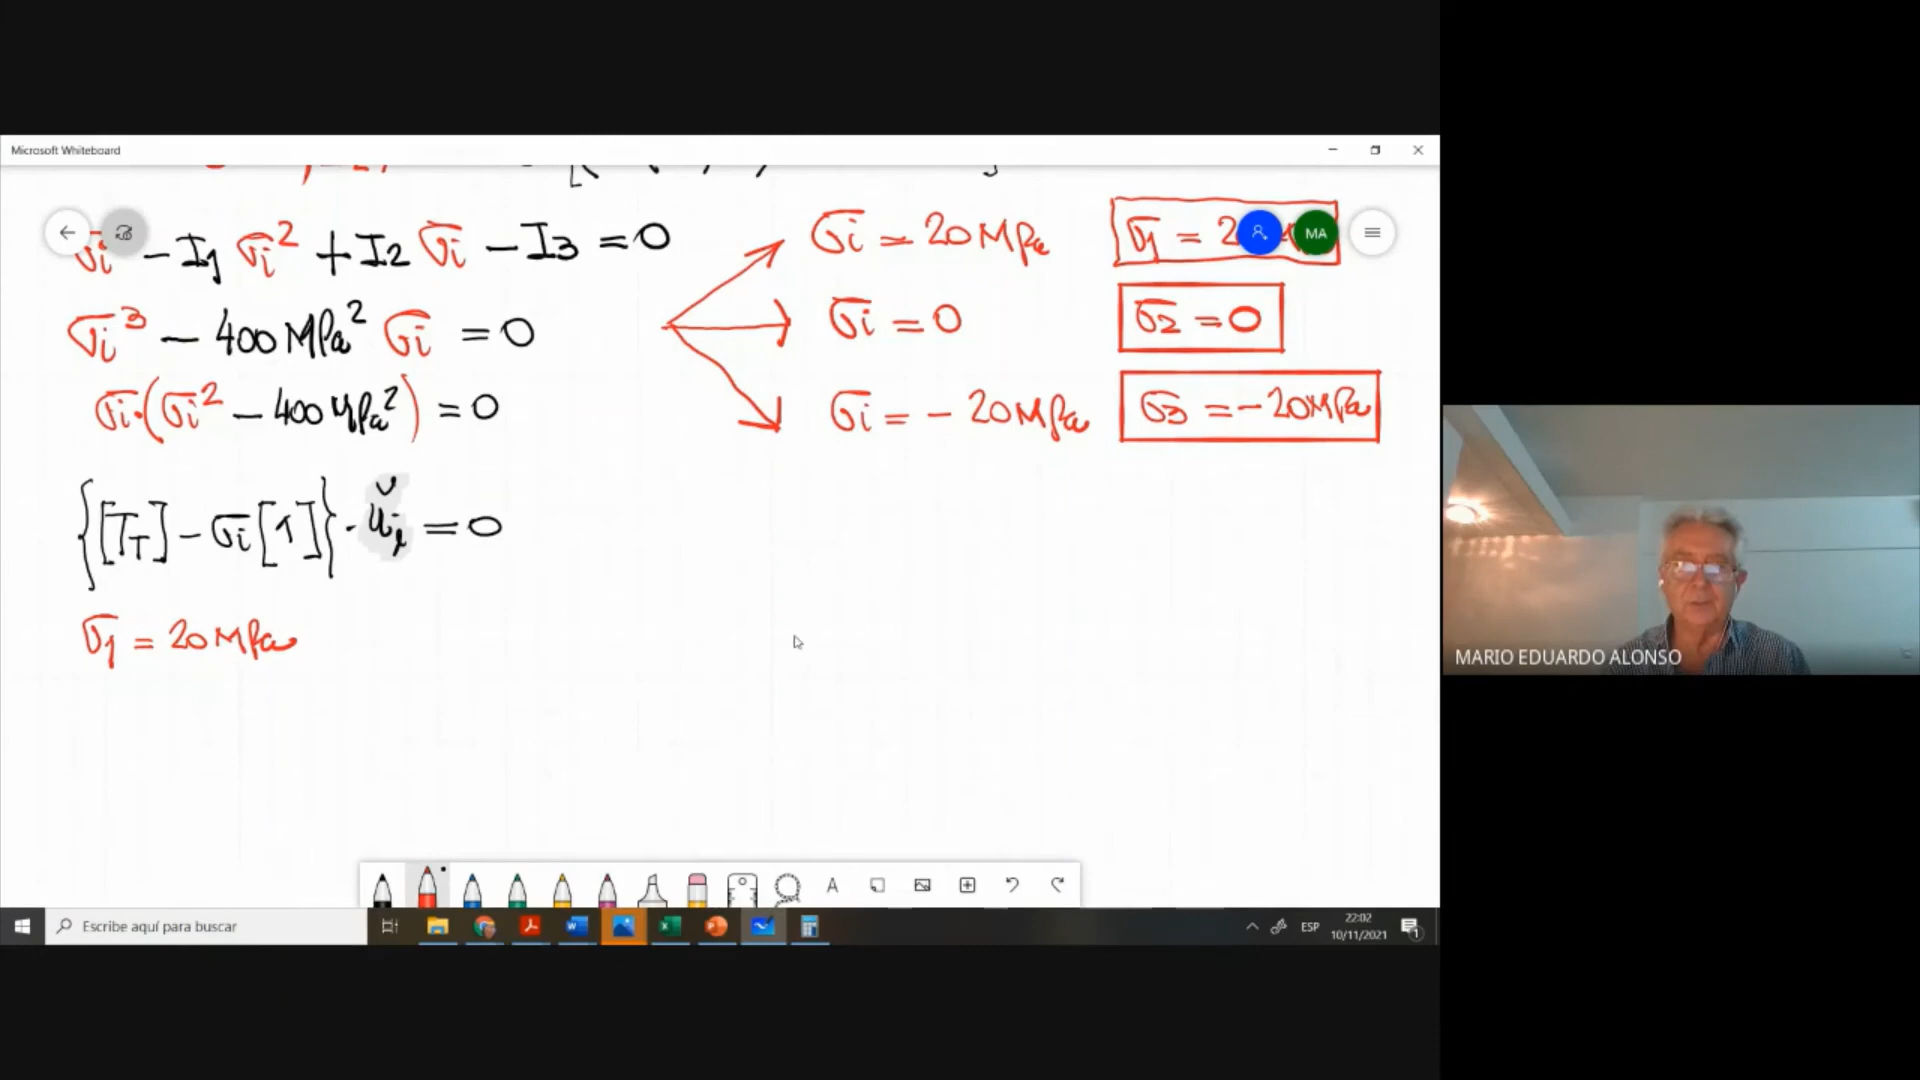 Microsoft Whiteboard
σi³ - I1 σi² + I2 σi - I3 = 0
σi³ - 400 MPa² σi = 0
σi·(σi² - 400 MPa²) = 0
σi = 20 MPa
σi = 0
σi = - 20 MPa
σ1 = 2
MA
σ2 = 0
σ3 = -20 MPa
{[TT] - σi [1]} · ŭi = 0
σ1 = 20 MPa
MARIO EDUARDO ALONSO
A
Escribe aquí para buscar
ESP
22:02
10/11/2021
1